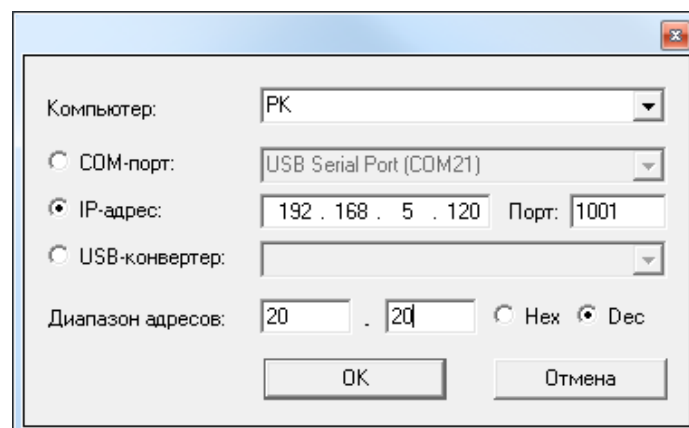 Компьютер: PK
COM-порт: USB Serial Port (COM21)
IP-адрес: 192 . 168 . 5 . 120 Порт: 1001
USB-конвертер:
Диапазон адресов: 20 . 20 Hex Dec
OK Отмена